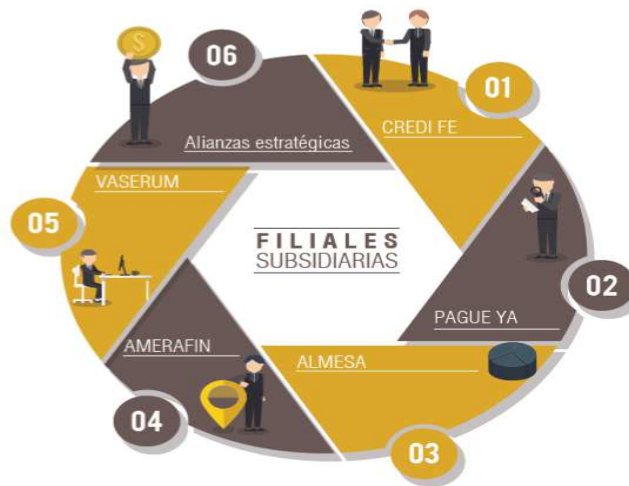 FILIALES
SUBSIDIARIAS
01
CREDI FE
02
PAGUE YA
03
ALMESA
04
AMERAFIN
05
VASERUM
06
Alianzas estratégicas
$